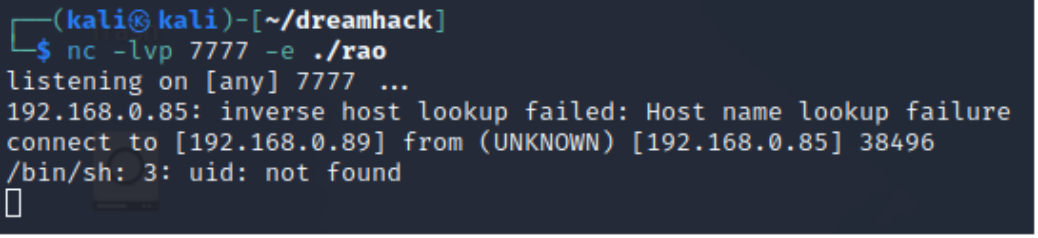 ┌──(kali㉿kali)-[~/dreamhack]
└─$ nc -lvp 7777 -e ./rao
listening on [any] 7777 ...
192.168.0.85: inverse host lookup failed: Host name lookup failure
connect to [192.168.0.89] from (UNKNOWN) [192.168.0.85] 38496
/bin/sh: 3: uid: not found